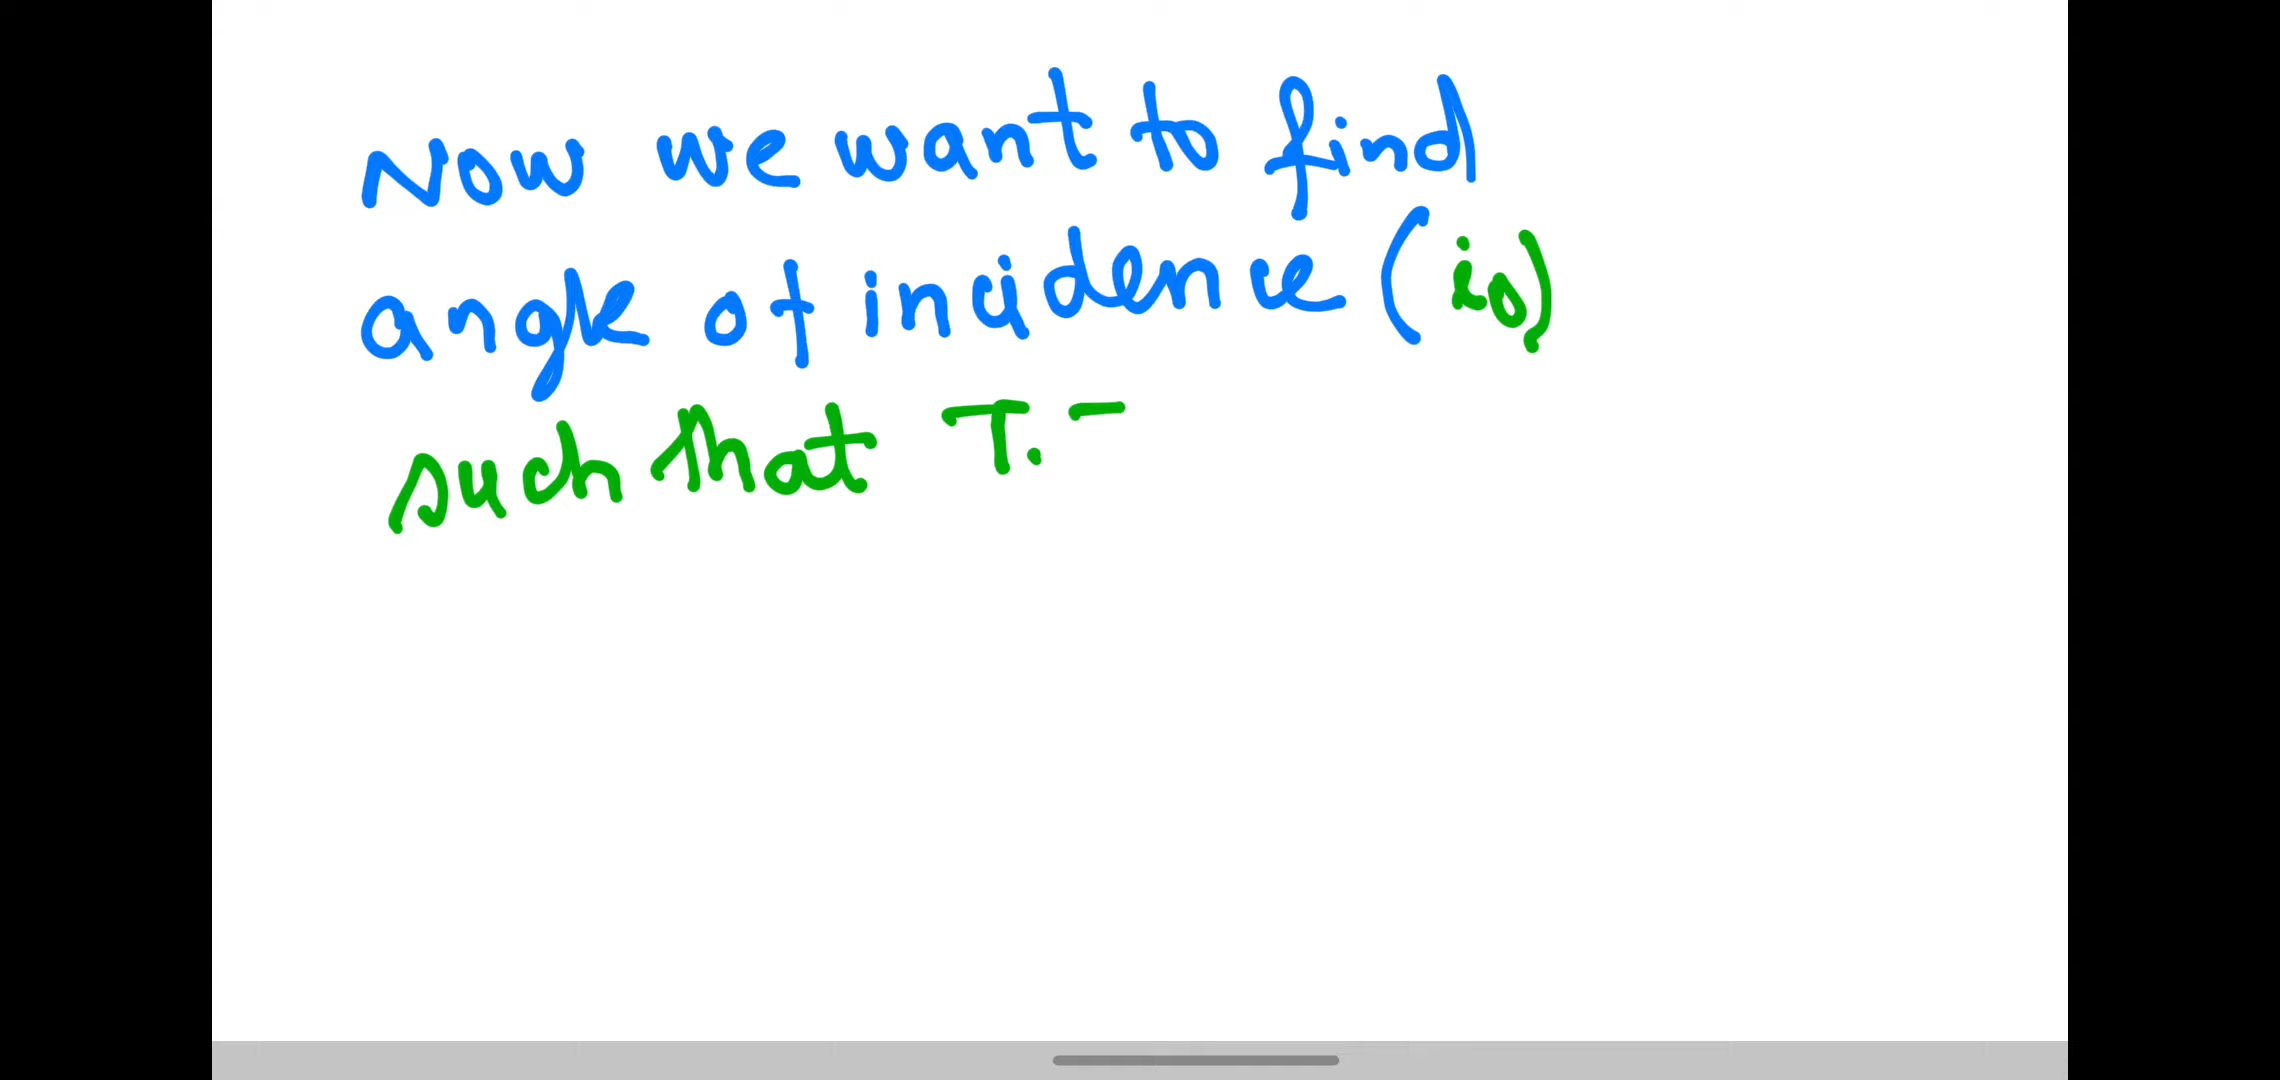 Now we want to find
angle of incidence (i0)
such that T. -